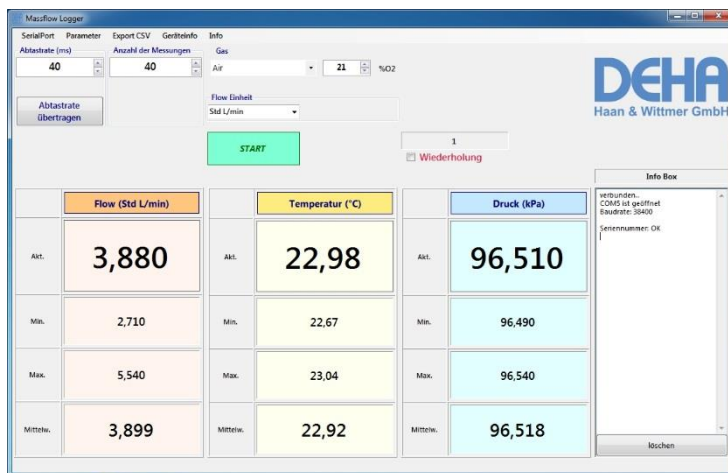 Massflow Logger
SerialPort Parameter Export CSV Geräteinfo Info
Abtastrate (ms) Anzahl der Messungen Gas
40 40 Air 21 %O2
Abtastrate
übertragen
Flow Einheit
Std L/min
START
1
Wiederholung
DEHA
Haan & Wittmer GmbH
Info Box
verbunden..
COM5 ist geöffnet
Baudrate: 38400
Seriennummer: OK
löschen
Flow (Std L/min) Temperatur (°C) Druck (kPa)
Akt. 3,880 Akt. 22,98 Akt. 96,510
Min. 2,710 Min. 22,67 Min. 96,490
Max. 5,540 Max. 23,04 Max. 96,540
Mittelw. 3,899 Mittelw. 22,92 Mittelw. 96,518